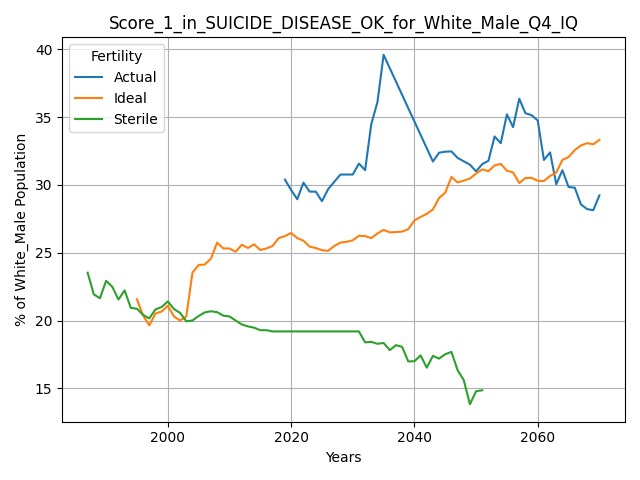 Score_1_in_SUICIDE_DISEASE_OK_for_White_Male_Q4_IQ
Fertility
Actual
Ideal
Sterile
% of White_Male Population
40
35
30
25
20
15
2000
2020
2040
2060
Years